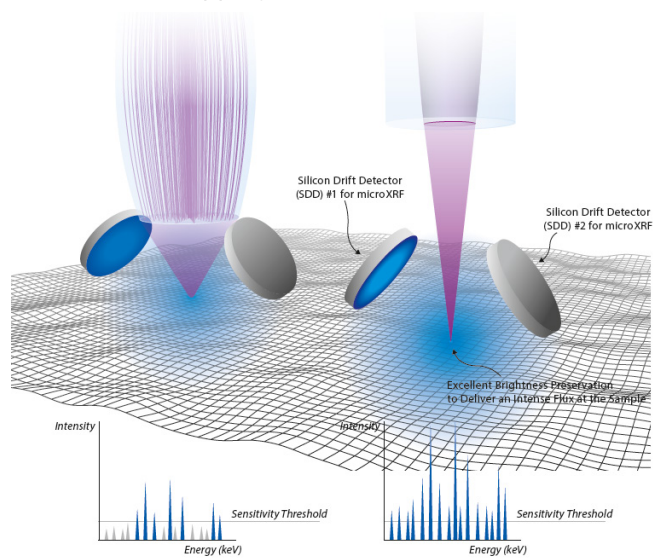 Silicon Drift Detector
(SDD) #1 for microXRF
Silicon Drift Detector
(SDD) #2 for microXRF
Excellent Brightness Preservation
to Deliver an Intense Flux at the Sample
Intensity
Sensitivity Threshold
Energy (keV)
Intensity
Sensitivity Threshold
Energy (keV)